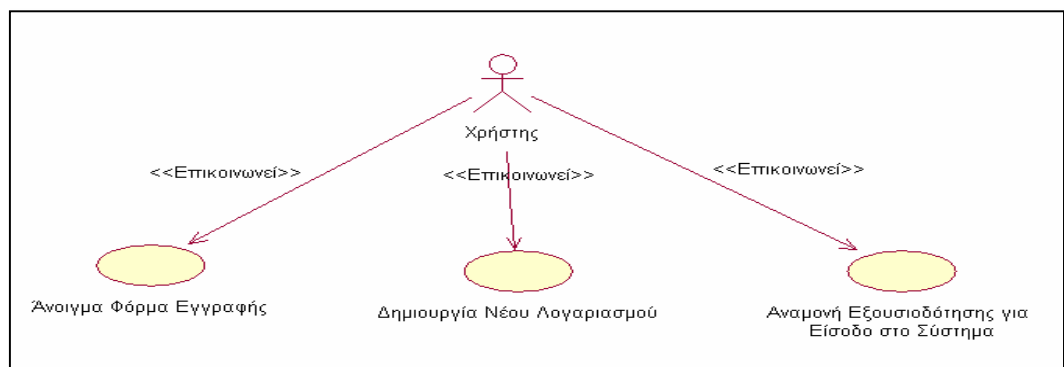 Χρήστης
<<Επικοινωνεί>>
<<Επικοινωνεί>>
<<Επικοινωνεί>>
Άνοιγμα Φόρμα Εγγραφής
Δημιουργία Νέου Λογαριασμού
Αναμονή Εξουσιοδότησης για
Είσοδο στο Σύστημα